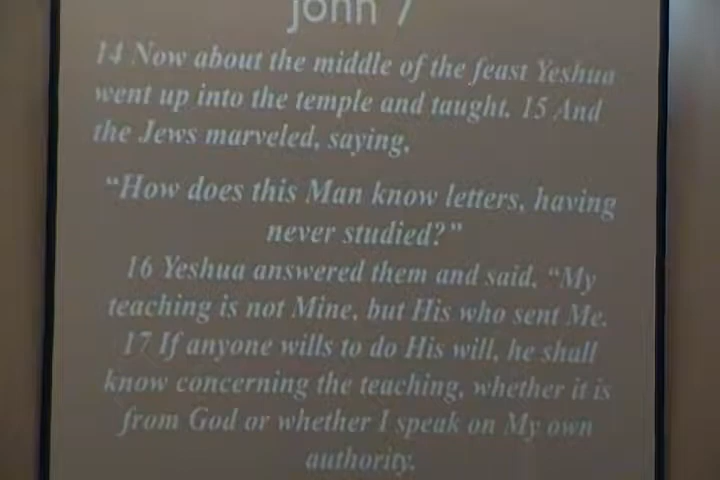 john 7
14 Now about the middle of the feast Yeshua
went up into the temple and taught. 15 And
the Jews marveled, saying,
“How does this Man know letters, having
never studied?”
16 Yeshua answered them and said, “My
teaching is not Mine, but His who sent Me.
17 If anyone wills to do His will, he shall
know concerning the teaching, whether it is
from God or whether I speak on My own
authority.